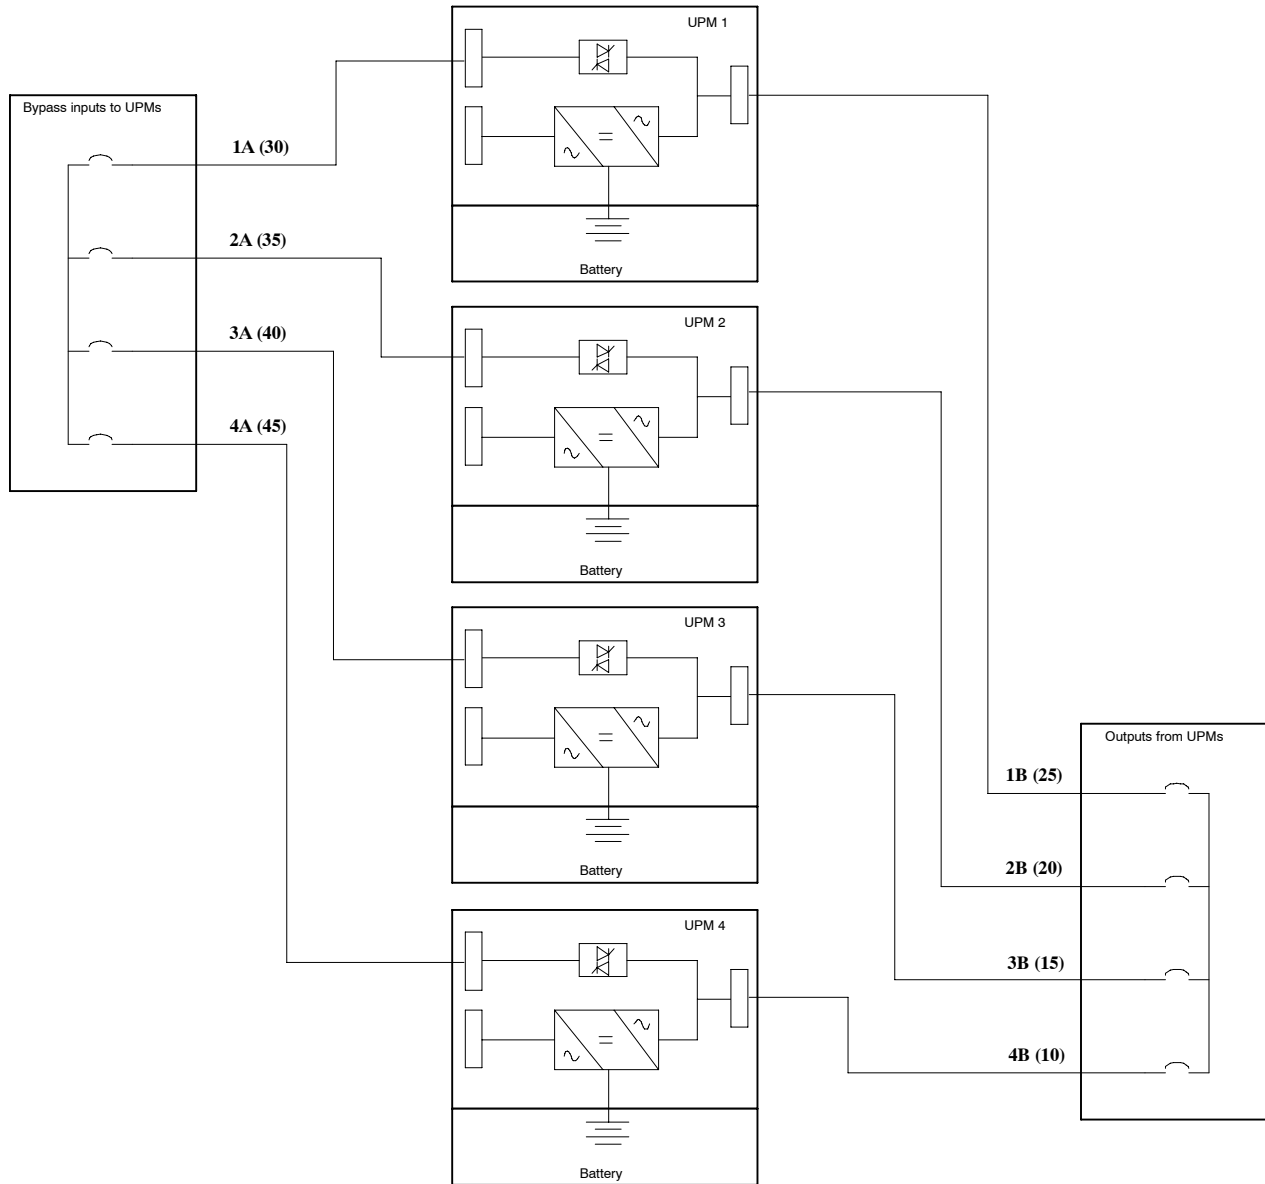 UPM 1
Bypass inputs to UPMs
1A (30)
2A (35)
3A (40)
4A (45)
Battery
UPM 2
Battery
UPM 3
Battery
UPM 4
Battery
Outputs from UPMs
1B (25)
2B (20)
3B (15)
4B (10)